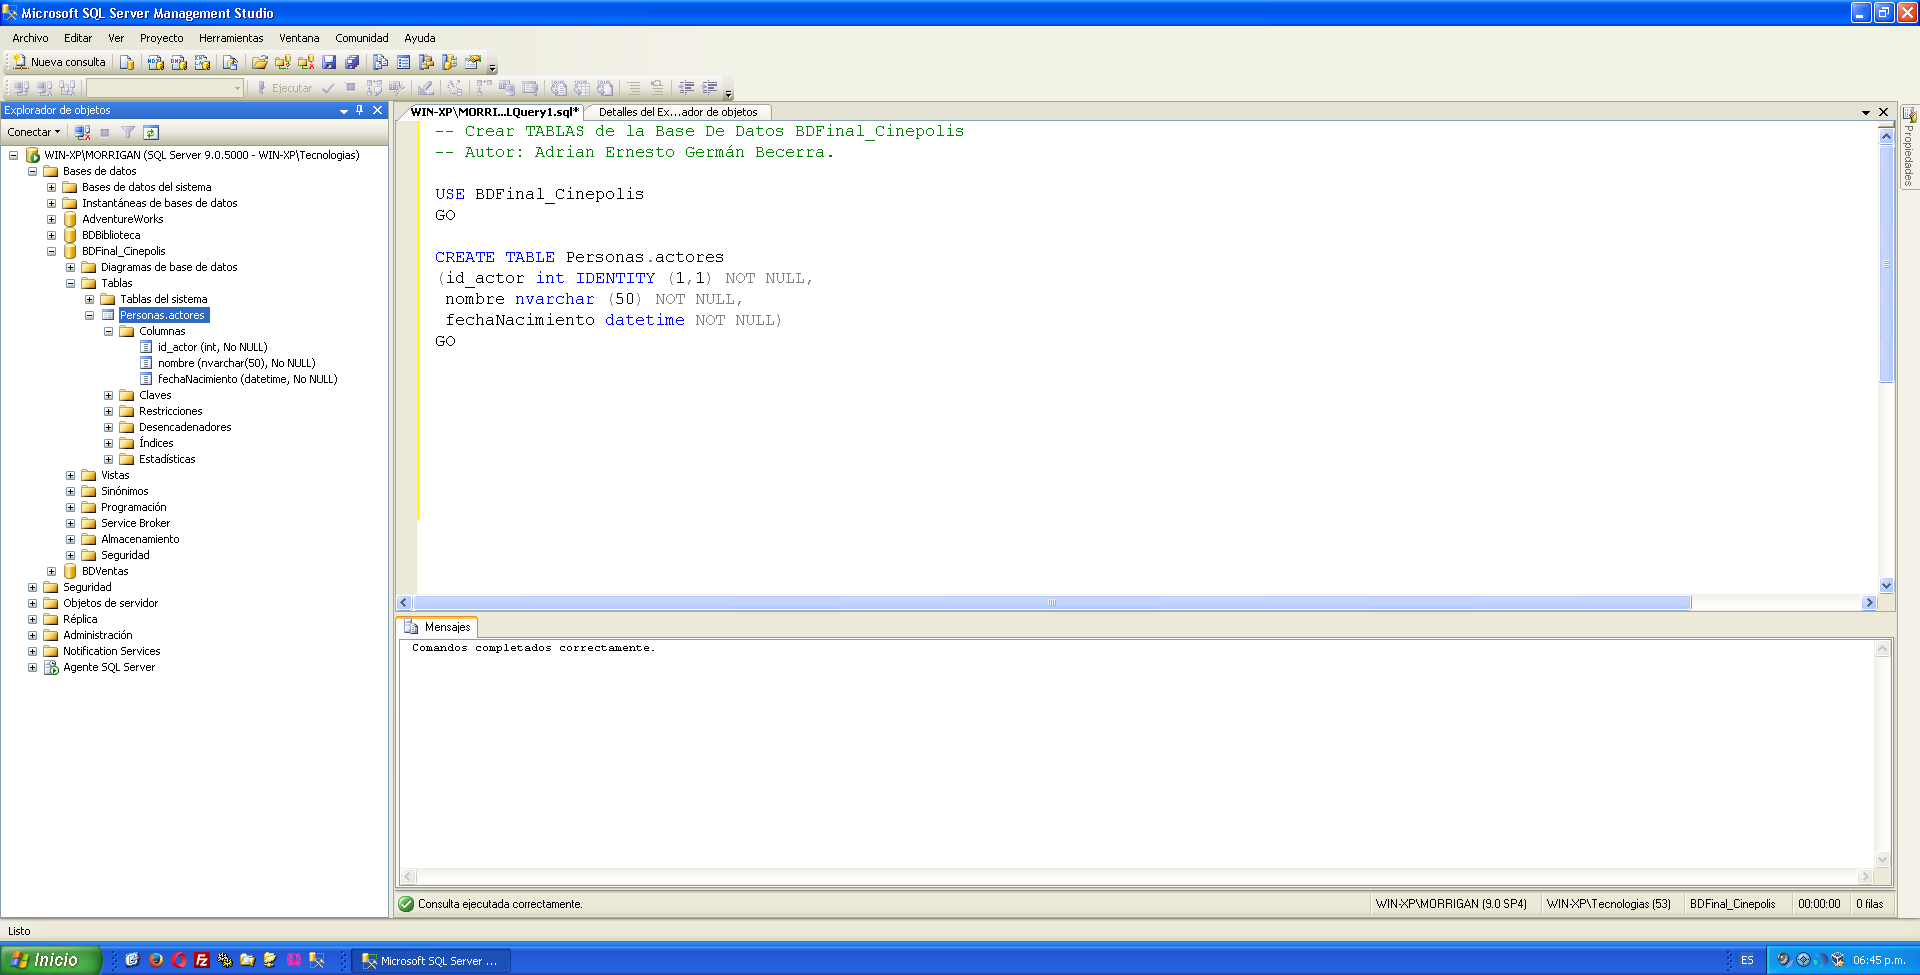 Microsoft SQL Server Management Studio
Archivo Editar Ver Proyecto Herramientas Ventana Comunidad Ayuda
Nueva consulta
Ejecutar
Explorador de objetos
Conectar
WIN-XP\MORRIGAN (SQL Server 9.0.5000 - WIN-XP\Tecnologias)
Bases de datos
Bases de datos del sistema
Instantáneas de bases de datos
AdventureWorks
BDBiblioteca
BDFinal_Cinepolis
Diagramas de base de datos
Tablas
Tablas del sistema
Personas.actores
Columnas
id_actor (int, No NULL)
nombre (nvarchar(50), No NULL)
fechaNacimiento (datetime, No NULL)
Claves
Restricciones
Desencadenadores
Índices
Estadísticas
Vistas
Sinónimos
Programación
Service Broker
Almacenamiento
Seguridad
BDVentas
Seguridad
Objetos de servidor
Réplica
Administración
Notification Services
Agente SQL Server
WIN-XP\MORRI...LQuery1.sql* Detalles del Ex...ador de objetos
-- Crear TABLAS de la Base De Datos BDFinal_Cinepolis
-- Autor: Adrian Ernesto Germán Becerra.
USE BDFinal_Cinepolis
GO
CREATE TABLE Personas.actores
(id_actor int IDENTITY (1,1) NOT NULL,
nombre nvarchar (50) NOT NULL,
fechaNacimiento datetime NOT NULL)
GO
Propiedades
Mensajes
Comandos completados correctamente.
Consulta ejecutada correctamente. WIN-XP\MORRIGAN (9.0 SP4) WIN-XP\Tecnologias (53) BDFinal_Cinepolis 00:00:00 0 filas
Listo
Inicio Microsoft SQL Server ... ES 06:45 p.m.